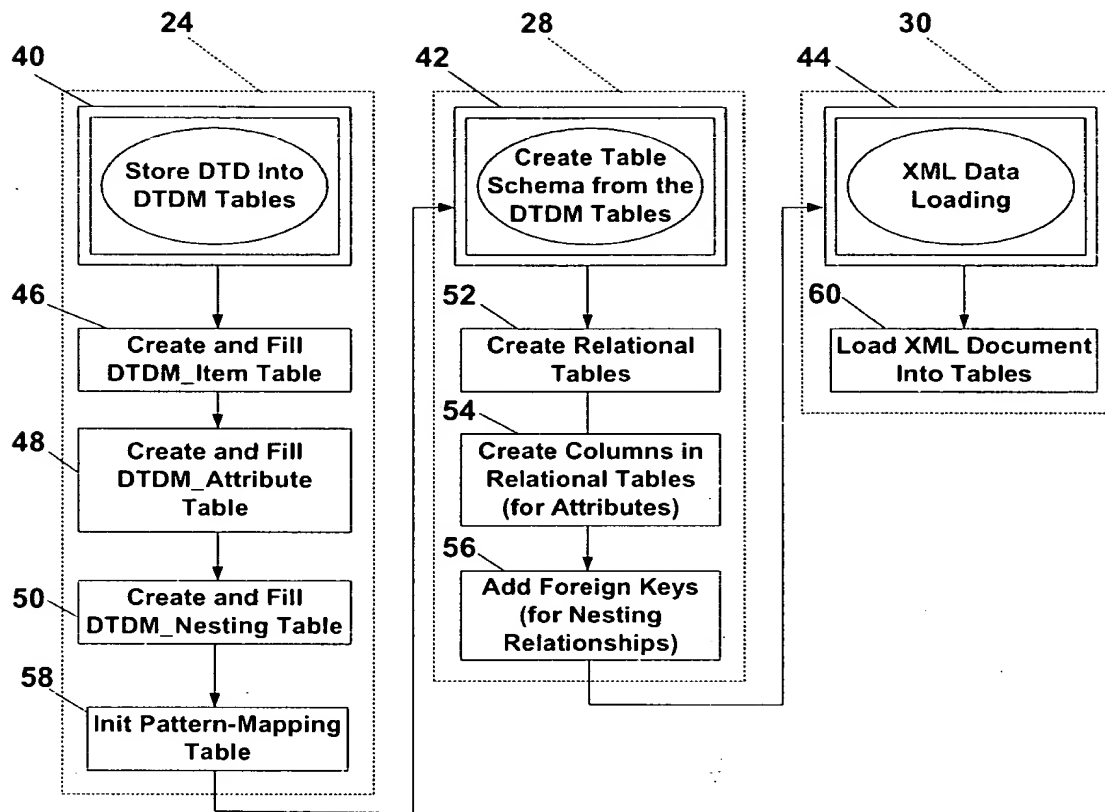 24
40
Store DTD Into
DTDM Tables
46
Create and Fill
DTDM_Item Table
48
Create and Fill
DTDM_Attribute
Table
50
Create and Fill
DTDM_Nesting Table
58
Init Pattern-Mapping
Table
28
42
Create Table
Schema from the
DTDM Tables
52
Create Relational
Tables
54
Create Columns in
Relational Tables
(for Attributes)
56
Add Foreign Keys
(for Nesting
Relationships)
30
44
XML Data
Loading
60
Load XML Document
Into Tables